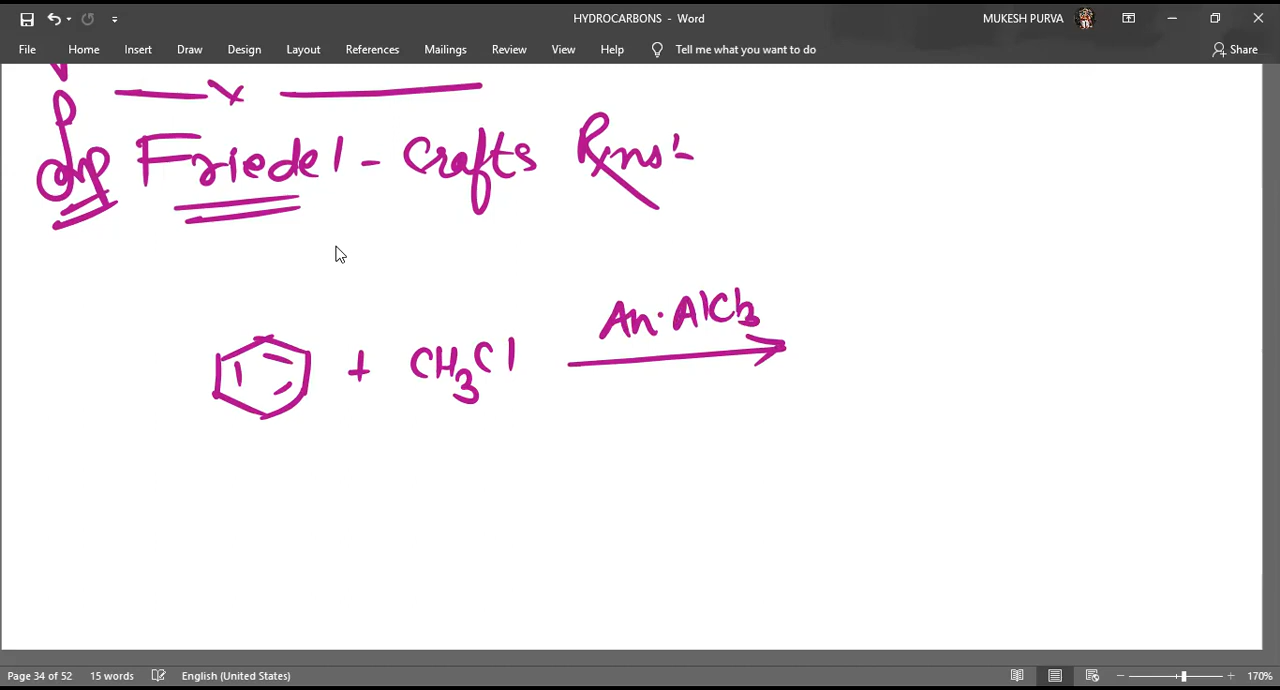 HYDROCARBONS - Word
MUKESH PURVA
File Home Insert Draw Design Layout References Mailings Review View Help Tell me what you want to do Share
Imp Friedel - Crafts Rxns:-
An. AlCl3
+ CH3Cl
Page 34 of 52 15 words English (United States) 170%